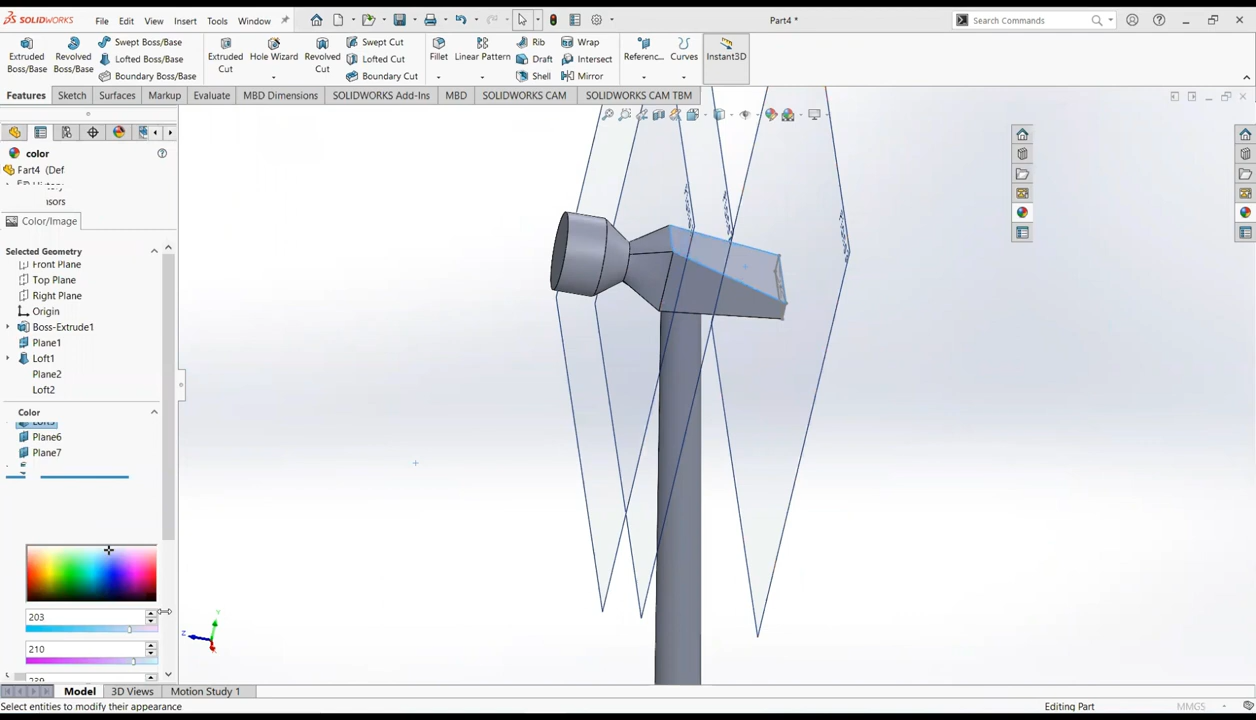 SOLIDWORKS File Edit View Insert Tools Window Part4 * Search Commands
Extruded Boss/Base
Revolved Boss/Base
Swept Boss/Base
Lofted Boss/Base
Boundary Boss/Base
Extruded Cut
Hole Wizard
Revolved Cut
Swept Cut
Lofted Cut
Boundary Cut
Fillet
Linear Pattern
Rib
Draft
Shell
Wrap
Intersect
Mirror
Referenc...
Curves
Instant3D
Features Sketch Surfaces Markup Evaluate MBD Dimensions SOLIDWORKS Add-Ins MBD SOLIDWORKS CAM SOLIDWORKS CAM TBM
color
Part4 (Def
Color/Image
Selected Geometry
Front Plane
Top Plane
Right Plane
Origin
Boss-Extrude1
Plane1
Loft1
Plane2
Loft2
Color
Plane6
Plane7
203
210
239
Z
Y
Model 3D Views Motion Study 1
Select entities to modify their appearance Editing Part MMGS